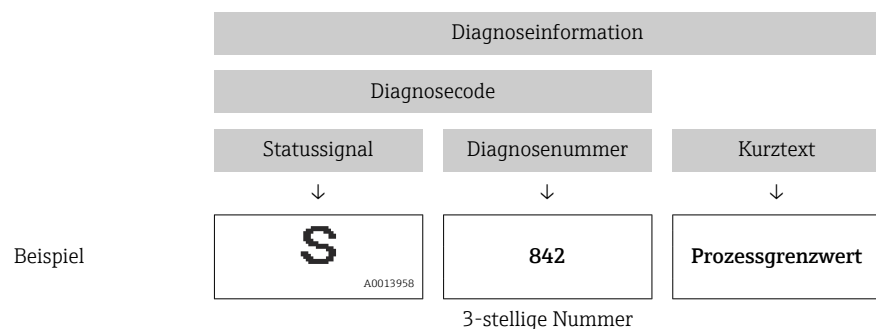 Diagnoseinformation
Diagnosecode
Statussignal Diagnosenummer Kurztext
↓ ↓ ↓
Beispiel S 842 Prozessgrenzwert
A0013958
3-stellige Nummer